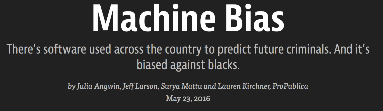 Machine Bias
There's software used across the country to predict future criminals. And it's
biased against blacks.
by Julia Angwin, Jeff Larson, Surya Mattu and Lauren Kirchner, ProPublica
May 23, 2016